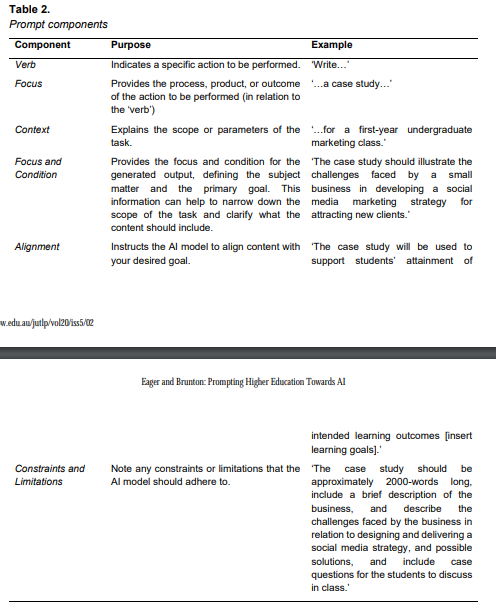 Table 2.
Prompt components
Component Purpose Example
Verb Indicates a specific action to be performed. ‘Write…’
Focus Provides the process, product, or outcome of the action to be performed (in relation to the ‘verb’) ‘…a case study…’
Context Explains the scope or parameters of the task. ‘…for a first-year undergraduate marketing class.’
Focus and Condition Provides the focus and condition for the generated output, defining the subject matter and the primary goal. This information can help to narrow down the scope of the task and clarify what the content should include. ‘The case study should illustrate the challenges faced by a small business in developing a social media marketing strategy for attracting new clients.’
Alignment Instructs the AI model to align content with your desired goal. ‘The case study will be used to support students’ attainment of
w.edu.au/jutlp/vol20/iss5/02
Eager and Brunton: Prompting Higher Education Towards AI
intended learning outcomes [insert learning goals].’
Constraints and Limitations Note any constraints or limitations that the AI model should adhere to. ‘The case study should be approximately 2000-words long, include a brief description of the business, and describe the challenges faced by the business in relation to designing and delivering a social media strategy, and possible solutions, and include case questions for the students to discuss in class.’